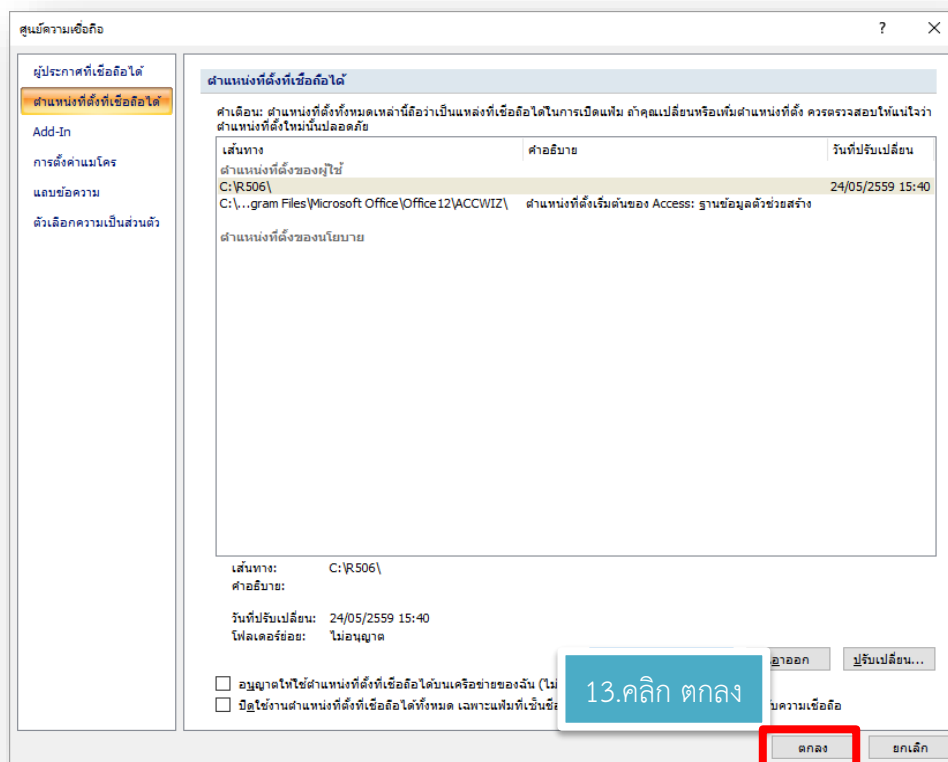 ศูนย์ความเชื่อถือ
?
ผู้ประกาศที่เชื่อถือได้
ตำแหน่งที่ตั้งที่เชื่อถือได้
Add-In
การตั้งค่าแมโคร
แถบข้อความ
ตัวเลือกความเป็นส่วนตัว
ตำแหน่งที่ตั้งที่เชื่อถือได้
คำเตือน: ตำแหน่งที่ตั้งทั้งหมดเหล่านี้ถือว่าเป็นแหล่งที่เชื่อถือได้ในการเปิดแฟ้ม ถ้าคุณเปลี่ยนหรือเพิ่มตำแหน่งที่ตั้ง ควรตรวจสอบให้แน่ใจว่า
ตำแหน่งที่ตั้งใหม่นั้นปลอดภัย
เส้นทาง คำอธิบาย วันที่ปรับเปลี่ยน
ตำแหน่งที่ตั้งของผู้ใช้
C:\R506\ 24/05/2559 15:40
C:\...gram Files\Microsoft Office\Office12\ACCWIZ\ ตำแหน่งที่ตั้งเริ่มต้นของ Access: ฐานข้อมูลตัวช่วยสร้าง
ตำแหน่งที่ตั้งของนโยบาย
เส้นทาง: C:\R506\
คำอธิบาย:
วันที่ปรับเปลี่ยน: 24/05/2559 15:40
โฟลเดอร์ย่อย: ไม่อนุญาต
เอาออก ปรับเปลี่ยน...
อนุญาตให้ใช้ตำแหน่งที่ตั้งที่เชื่อถือได้บนเครือข่ายของฉัน (ไม่
ปิดใช้งานตำแหน่งที่ตั้งที่เชื่อถือได้ทั้งหมด เฉพาะแฟ้มที่เซ็นชื่อ ความเชื่อถือ
13.คลิก ตกลง
ตกลง ยกเลิก